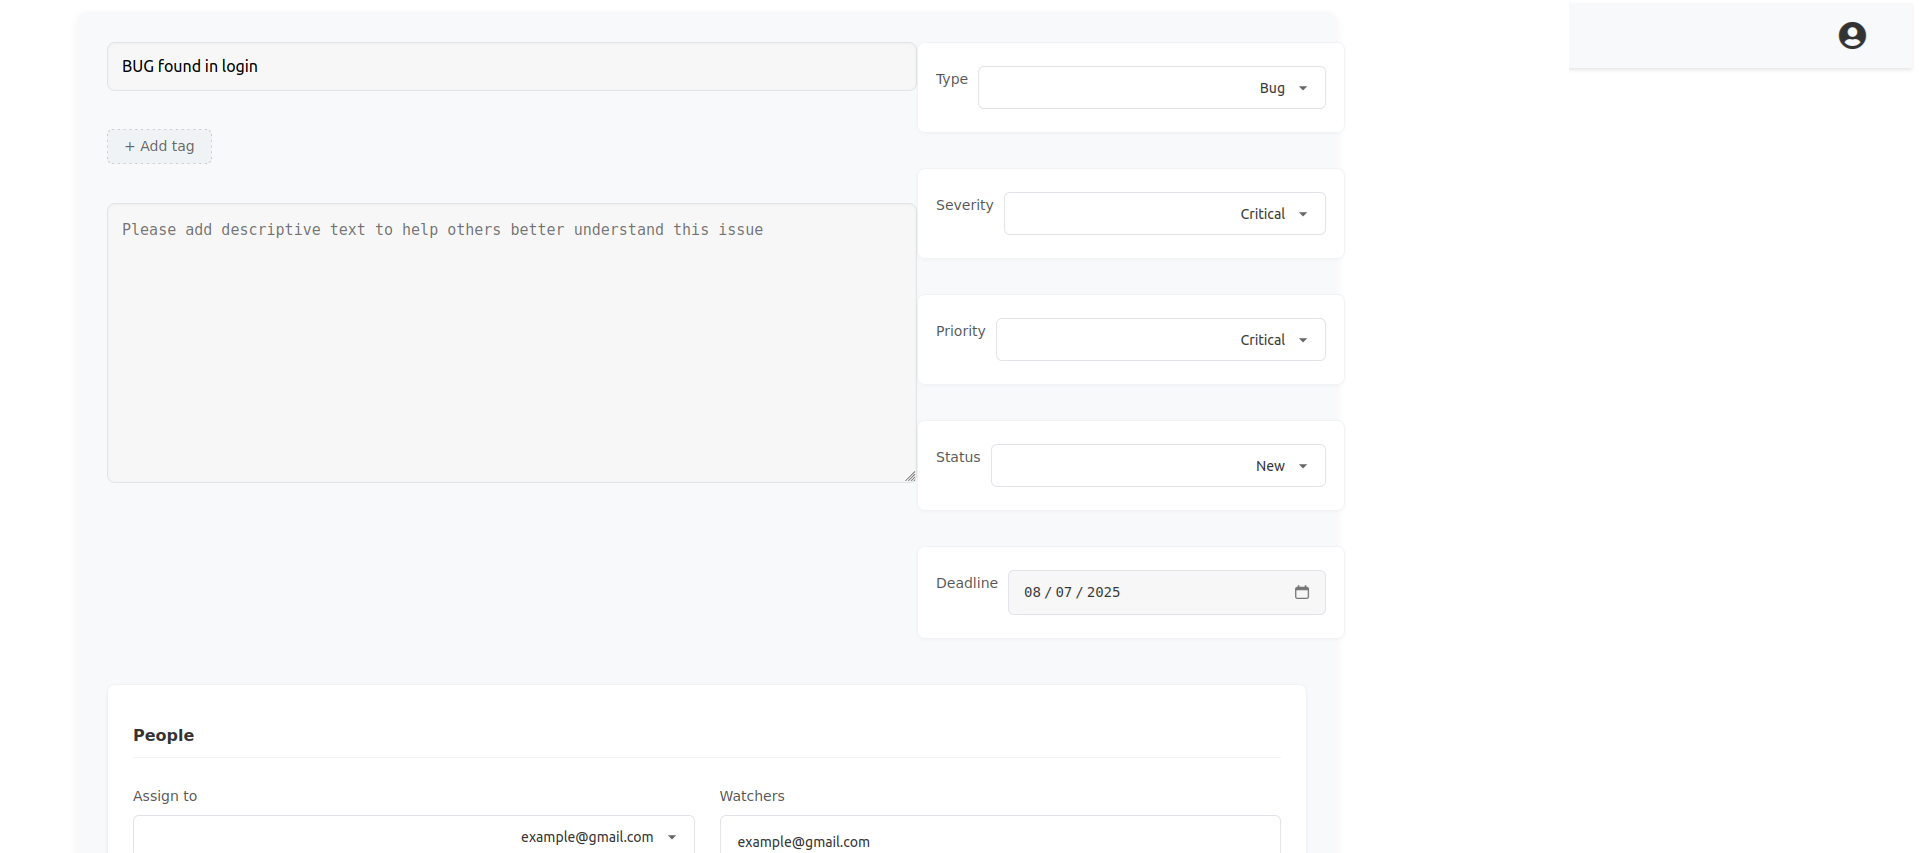 BUG found in login
+ Add tag
Please add descriptive text to help others better understand this issue
Type
Bug
Severity
Critical
Priority
Critical
Status
New
Deadline
08/07/2025
People
Assign to
example@gmail.com
Watchers
example@gmail.com